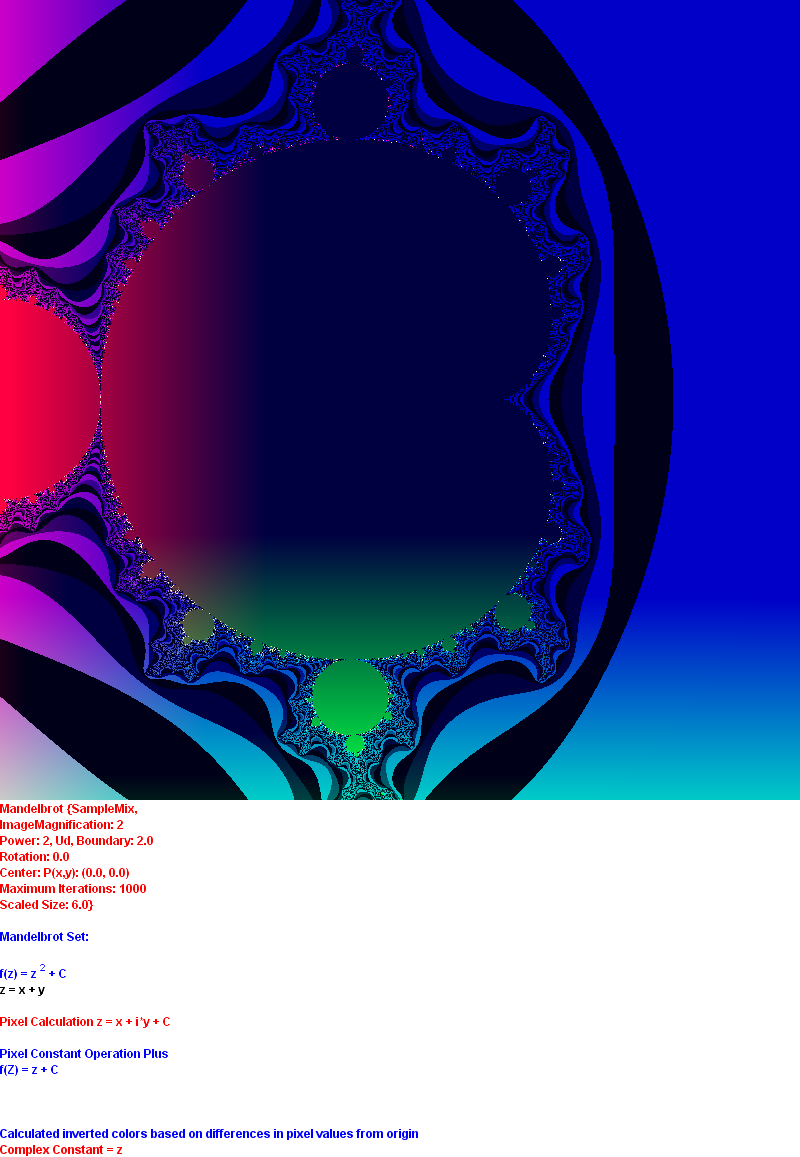 Mandelbrot {SampleMix,
ImageMagnification: 2
Power: 2, Ud, Boundary: 2.0
Rotation: 0.0
Center: P(x,y): (0.0, 0.0)
Maximum Iterations: 1000
Scaled Size: 6.0}
Mandelbrot Set:
f(z) = z 2 + C
z = x + y
Pixel Calculation z = x + i*y + C
Pixel Constant Operation Plus
f(Z) = z + C
Calculated inverted colors based on differences in pixel values from origin
Complex Constant = z